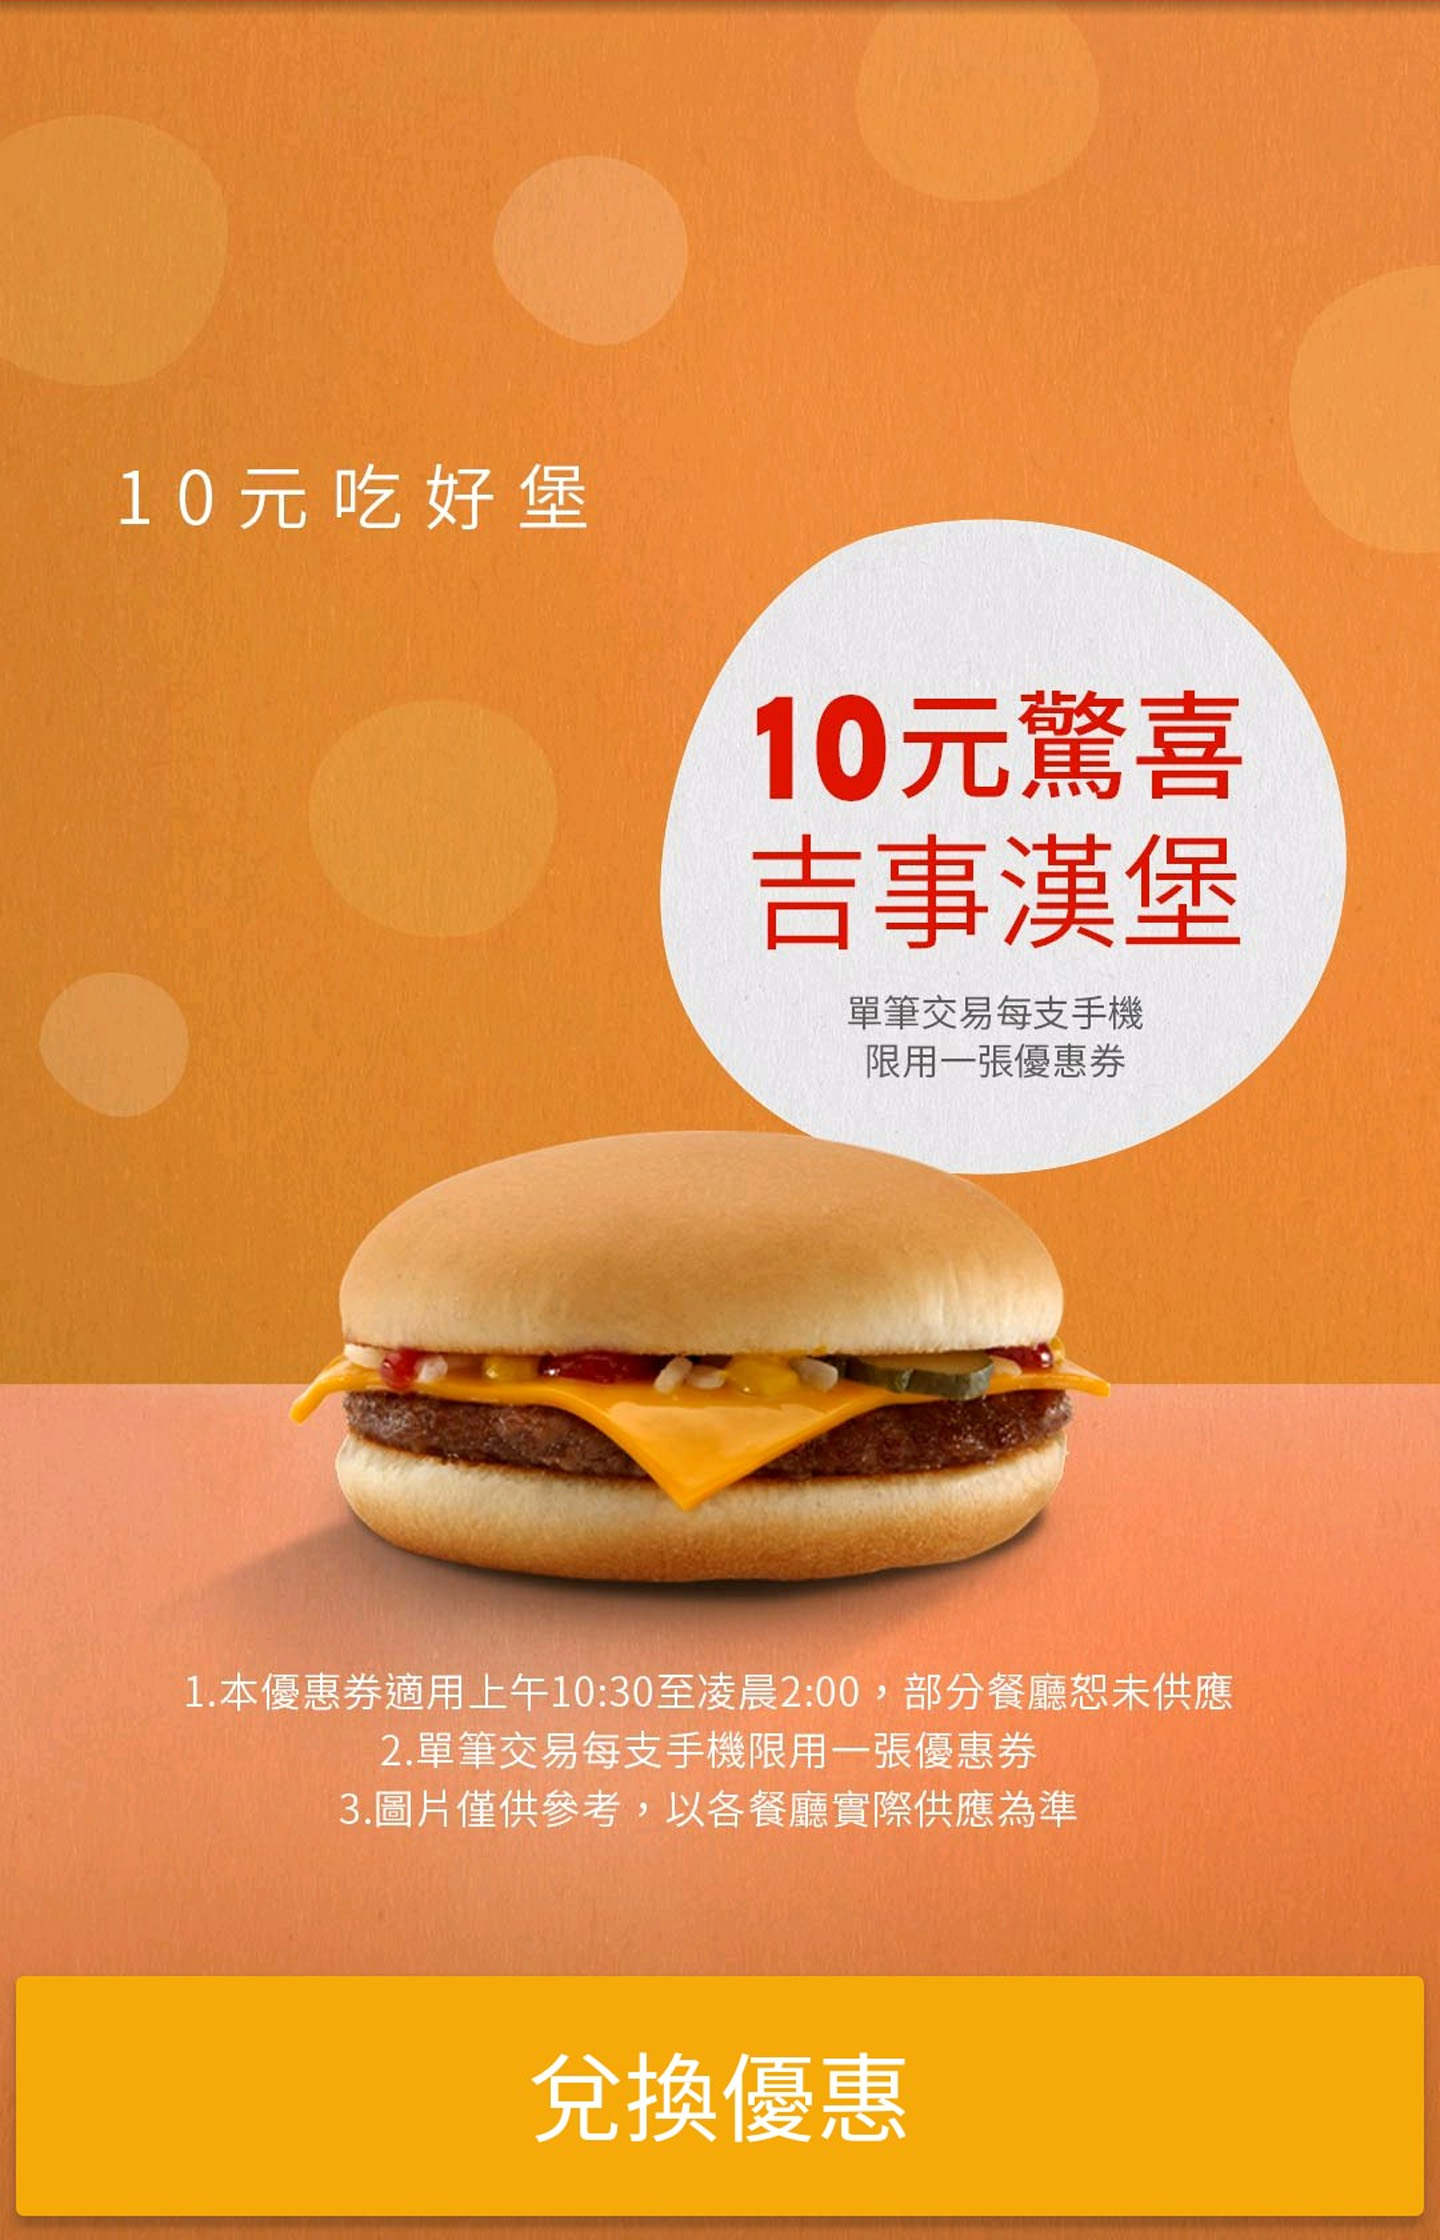 10元吃好堡
10元驚喜
吉事漢堡
單筆交易每支手機
限用一張優惠券
1.本優惠券適用上午10:30至凌晨2:00，部分餐廳恕未供應
2.單筆交易每支手機限用一張優惠券
3.圖片僅供參考，以各餐廳實際供應為準
兌換優惠